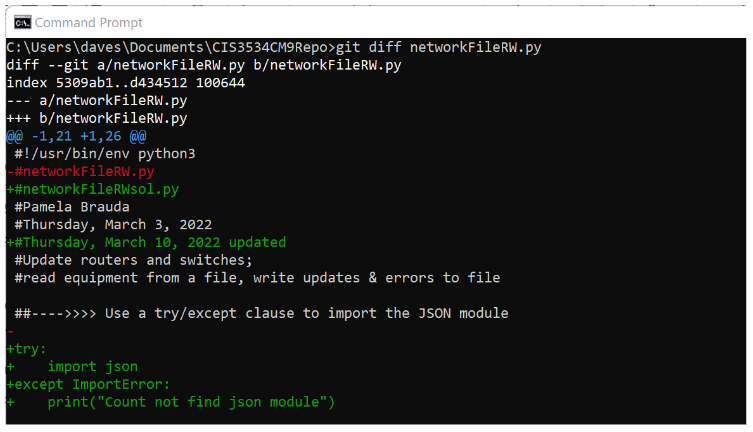 Command Prompt
C:\Users\daves\Documents\CIS3534CM9Repo>git diff networkFileRW.py
diff --git a/networkFileRW.py b/networkFileRW.py
index 5309ab1..d434512 100644
--- a/networkFileRW.py
+++ b/networkFileRW.py
@@ -1,21 +1,26 @@
 #!/usr/bin/env python3
-#networkFileRW.py
+#networkFileRWsol.py
 #Pamela Brauda
 #Thursday, March 3, 2022
+#Thursday, March 10, 2022 updated
 #Update routers and switches;
 #read equipment from a file, write updates & errors to file

 ##---->>>> Use a try/except clause to import the JSON module
-
+try:
+    import json
+except ImportError:
+    print("Count not find json module")